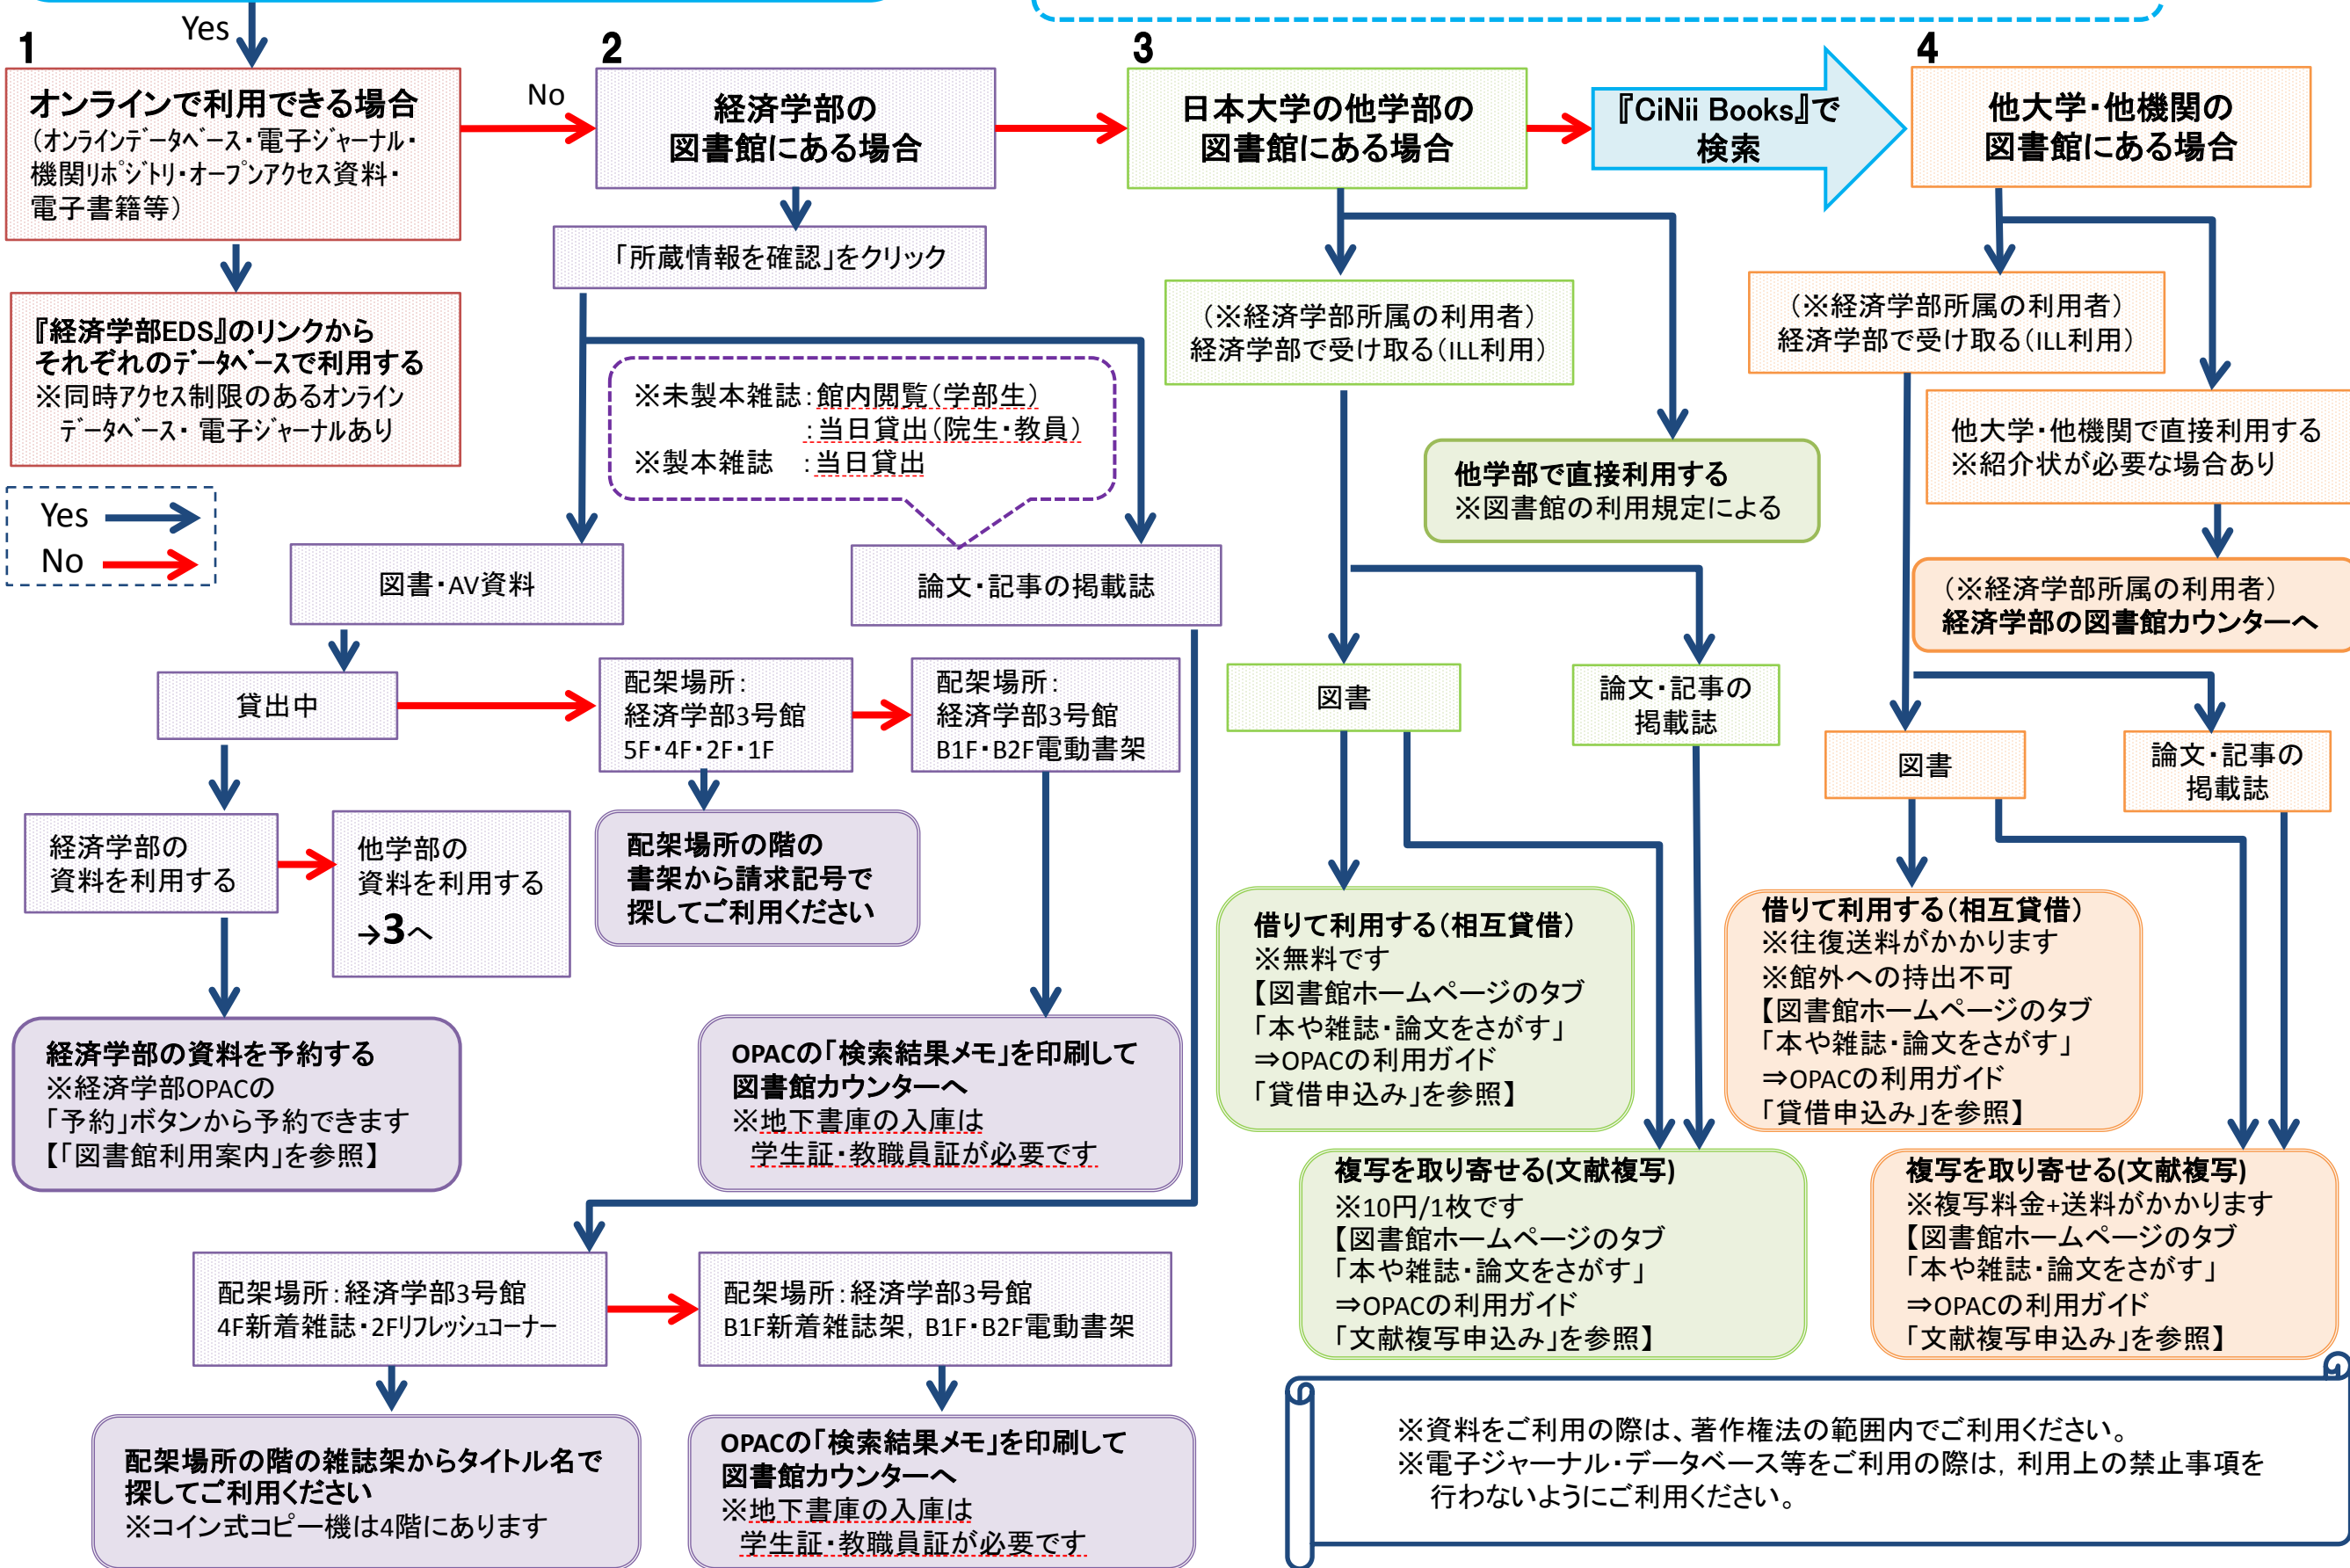 Yes
1
オンラインで利用できる場合
（オンラインデータベース・電子ジャーナル・
機関リポジトリ・オープンアクセス資料・
電子書籍等）
No
2
経済学部の
図書館にある場合
3
日本大学の他学部の
図書館にある場合
『CiNii Books』で
検索
4
他大学・他機関の
図書館にある場合
『経済学部EDS』のリンクから
それぞれのデータベースで利用する
※同時アクセス制限のあるオンライン
データベース・電子ジャーナルあり
Yes
No
「所蔵情報を確認」をクリック
※未製本雑誌：館内閲覧（学部生）
：当日貸出（院生・教員）
※製本雑誌　：当日貸出
図書・AV資料
論文・記事の掲載誌
貸出中
配架場所：
経済学部3号館
5F・4F・2F・1F
配架場所：
経済学部3号館
B1F・B2F電動書架
経済学部の
資料を利用する
他学部の
資料を利用する
→3へ
配架場所の階の
書架から請求記号で
探してご利用ください
経済学部の資料を予約する
※経済学部OPACの
「予約」ボタンから予約できます
【「図書館利用案内」を参照】
OPACの「検索結果メモ」を印刷して
図書館カウンターへ
※地下書庫の入庫は
学生証・教職員証が必要です
配架場所：経済学部3号館
4F新着雑誌・2Fリフレッシュコーナー
配架場所：経済学部3号館
B1F新着雑誌架，B1F・B2F電動書架
配架場所の階の雑誌架からタイトル名で
探してご利用ください
※コイン式コピー機は4階にあります
OPACの「検索結果メモ」を印刷して
図書館カウンターへ
※地下書庫の入庫は
学生証・教職員証が必要です
（※経済学部所属の利用者）
経済学部で受け取る（ILL利用）
他学部で直接利用する
※図書館の利用規定による
図書
論文・記事の
掲載誌
借りて利用する（相互貸借）
※無料です
【図書館ホームページのタブ
「本や雑誌・論文をさがす」
⇒OPACの利用ガイド
「貸借申込み」を参照】
複写を取り寄せる(文献複写)
※10円/1枚です
【図書館ホームページのタブ
「本や雑誌・論文をさがす」
⇒OPACの利用ガイド
「文献複写申込み」を参照】
（※経済学部所属の利用者）
経済学部で受け取る（ILL利用）
他大学・他機関で直接利用する
※紹介状が必要な場合あり
（※経済学部所属の利用者）
経済学部の図書館カウンターへ
図書
論文・記事の
掲載誌
借りて利用する（相互貸借）
※往復送料がかかります
※館外への持出不可
【図書館ホームページのタブ
「本や雑誌・論文をさがす」
⇒OPACの利用ガイド
「貸借申込み」を参照】
複写を取り寄せる(文献複写)
※複写料金+送料がかかります
【図書館ホームページのタブ
「本や雑誌・論文をさがす」
⇒OPACの利用ガイド
「文献複写申込み」を参照】
※資料をご利用の際は、著作権法の範囲内でご利用ください。
※電子ジャーナル・データベース等をご利用の際は，利用上の禁止事項を
行わないようにご利用ください。